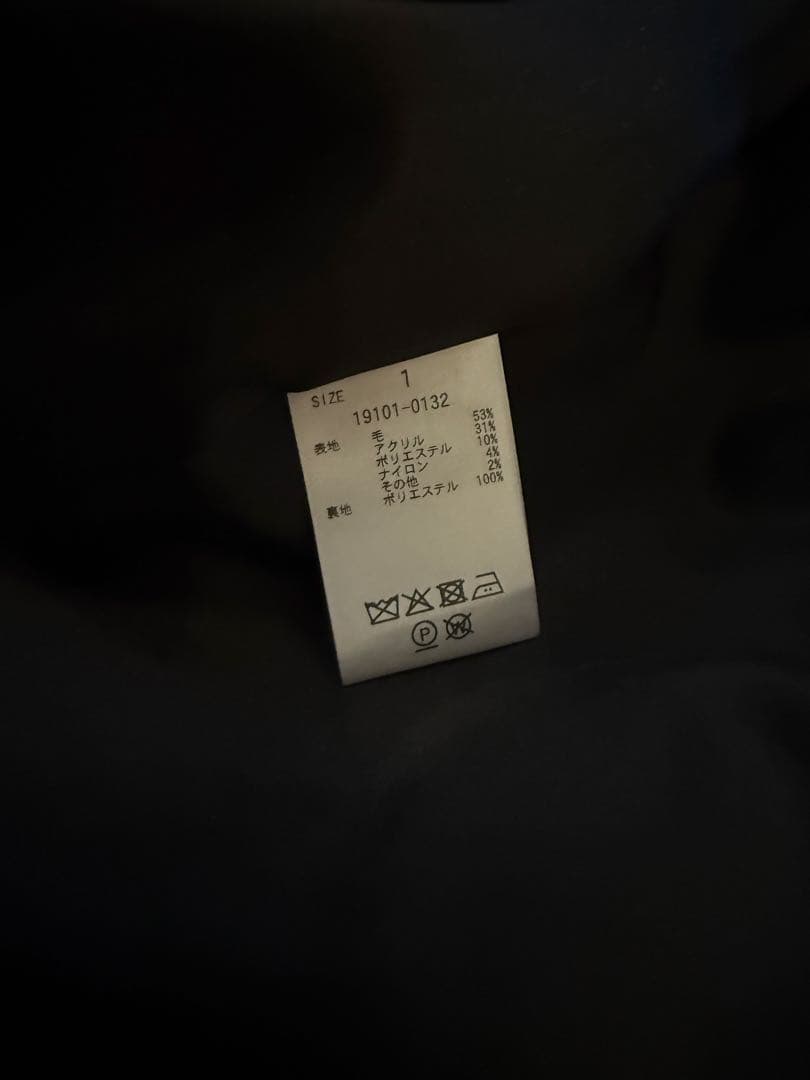 SIZE 1
19101-0132
表地 毛 53%
アクリル 31%
ポリエステル 10%
ナイロン 4%
その他 2%
裏地 ポリエステル 100%
P
W